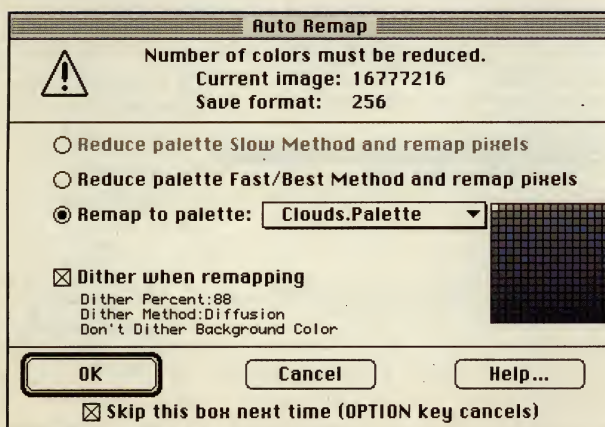 Auto Remap
Number of colors must be reduced.
Current image: 16777216
Save format: 256
Reduce palette Slow Method and remap pixels
Reduce palette Fast/Best Method and remap pixels
Remap to palette: Clouds.Palette
Dither when remapping
Dither Percent:88
Dither Method:Diffusion
Don't Dither Background Color
OK Cancel Help...
Skip this box next time (OPTION key cancels)